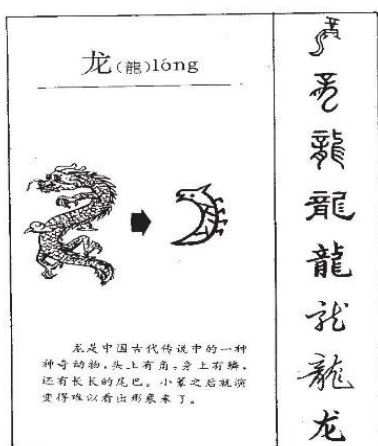 龙(龍)lóng
龙是中国古代传说中的一种
神奇动物,头上有角,身上有鳞,
还有长长的尾巴。小篆之后就演
变得难以看出形象来了。
龍
龍
龍
龍
龙